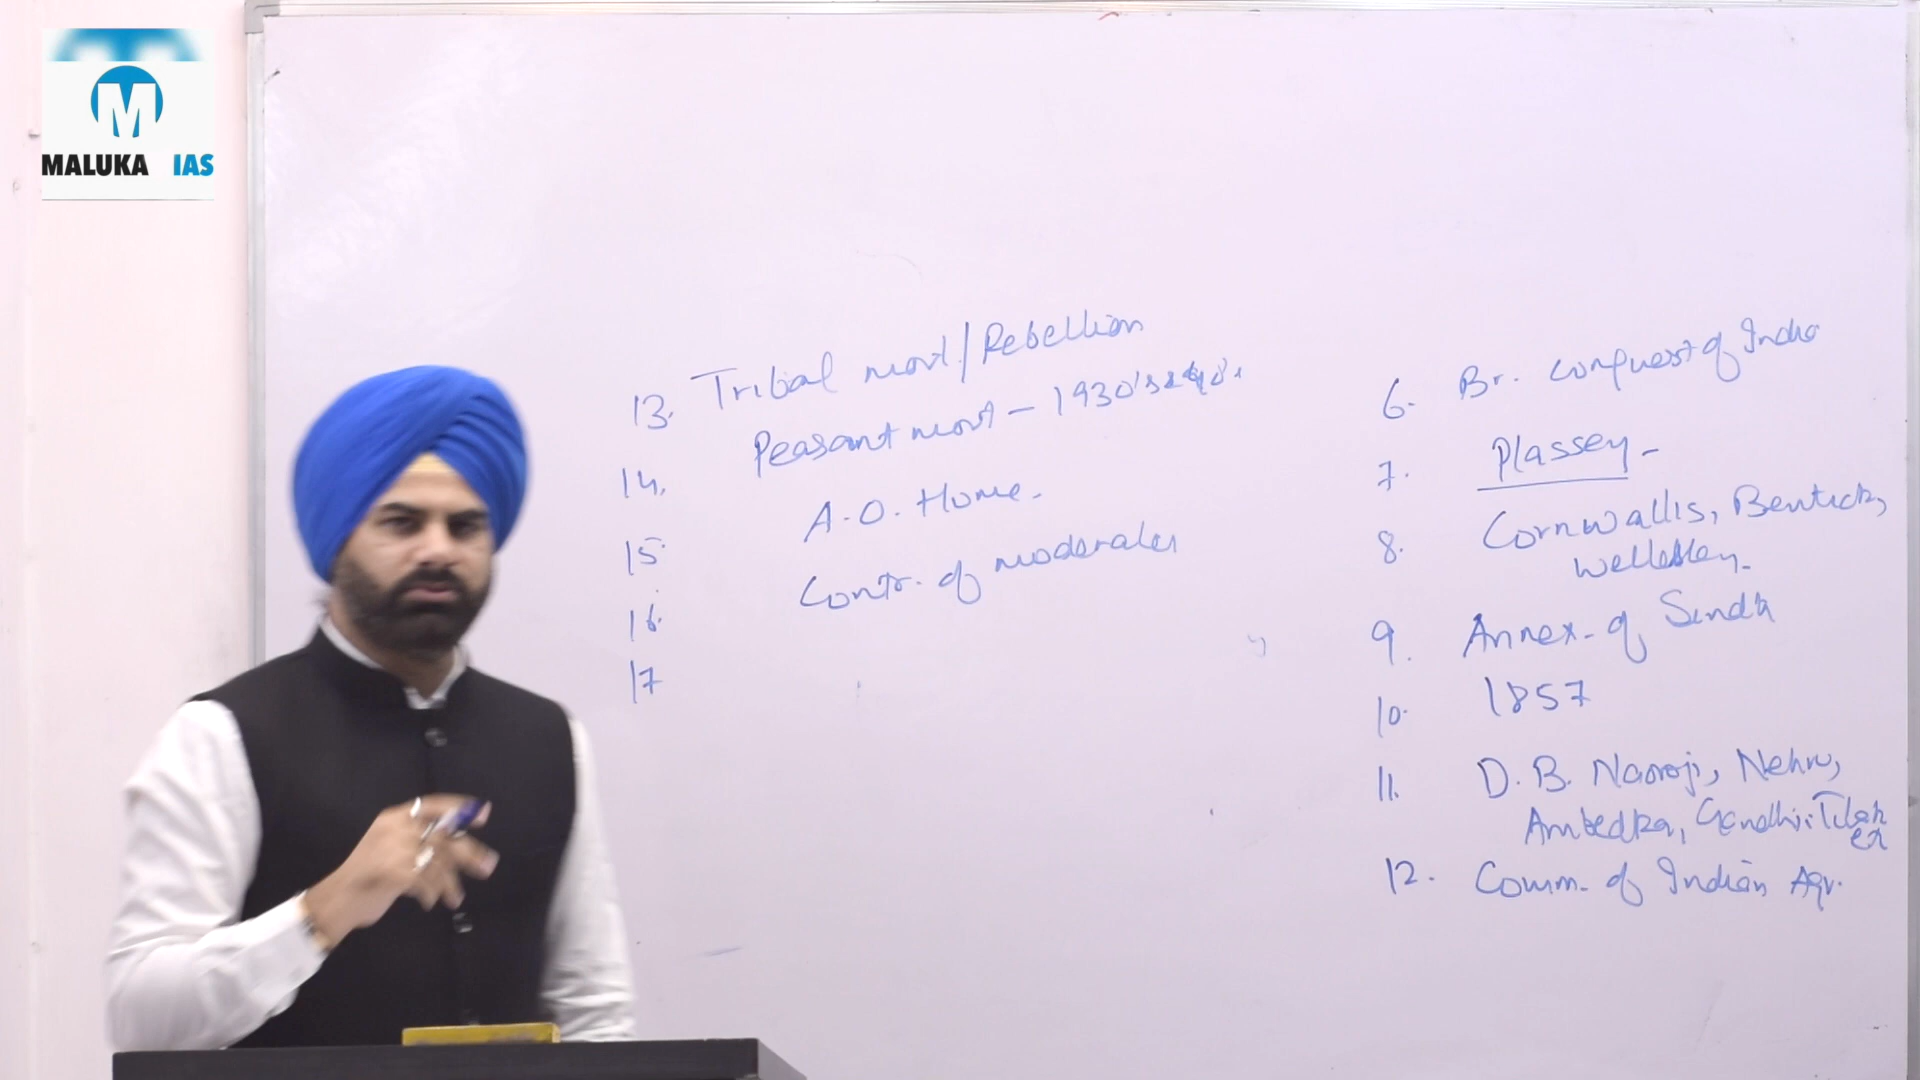 MALUKA IAS
13. Tribal movt/Rebellion
14. Peasant movt - 1930's & 40's
15. A.O. Hume.
16. Contr. of moderates
17
6. Br. conquest of India
7. Plassey -
8. Cornwallis, Bentick,
Wellesley.
9. Annex. of Sindh
10. 1857
11. D.B. Naoroji, Nehru,
Ambedkar, Gandhi, Tilak
12. Comm. of Indian Agr.